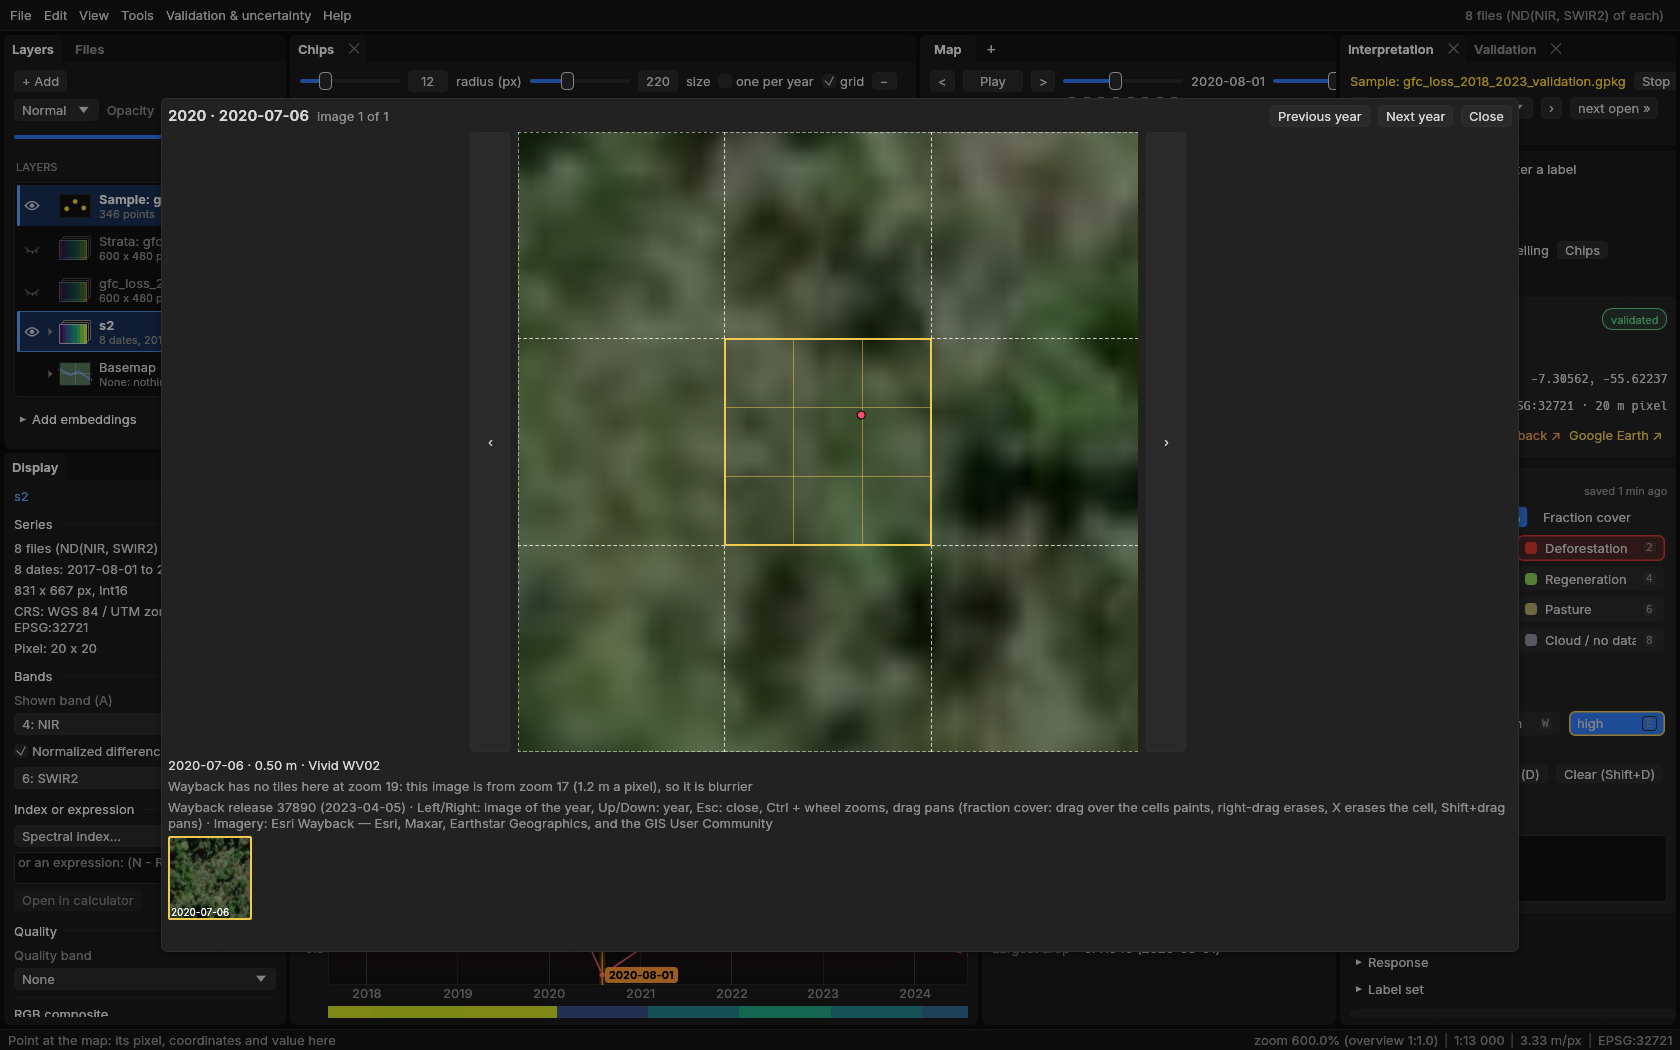 File Edit View Tools Validation & uncertainty Help 8 files (ND(NIR, SWIR2) of each)
Layers Files Chips Map + Interpretation Validation
+ Add 12 radius (px) 220 size one per year grid − < Play > 2020-08-01 Sample: gfc_loss_2018_2023_validation.gpkg Stop
Normal Opacity › next open »
2020 · 2020-07-06 image 1 of 1 Previous year Next year Close
LAYERS
er a label
Sample: g
346 points
Strata: gfc
600 x 480 p
elling Chips
gfc_loss_2
600 x 480 p
s2
8 dates, 201
validated
Basemap
None: nothi
-7.30562, -55.62237
SG:32721 · 20 m pixel
Add embeddings
back ↗ Google Earth ↗
‹ ›
Display
s2
saved 1 min ago
Series
Fraction cover
8 files (ND(NIR, SWIR2)
Deforestation 2
8 dates: 2017-08-01 to 2
Regeneration 4
831 x 667 px, Int16
CRS: WGS 84 / UTM zo
Pasture 6
EPSG:32721
Cloud / no data 8
Pixel: 20 x 20
Bands
Shown band (A)
4: NIR
W high E
Normalized differenc
6: SWIR2
2020-07-06 · 0.50 m · Vivid WV02
(D) Clear (Shift+D)
Wayback has no tiles here at zoom 19: this image is from zoom 17 (1.2 m a pixel), so it is blurrier
Index or expression
Wayback release 37890 (2023-04-05) · Left/Right: image of the year, Up/Down: year, Esc: close, Ctrl + wheel zooms, drag pans (fraction cover: drag over the cells paints, right-drag erases, X erases the cell, Shift+drag
pans) · Imagery: Esri Wayback — Esri, Maxar, Earthstar Geographics, and the GIS User Community
Spectral index...
or an expression: (N - R
Open in calculator
2020-07-06
Quality
Quality band
None
2020-08-01
Response
2018 2019 2020 2021 2022 2023 2024
Label set
RGB composite
Point at the map: its pixel, coordinates and value here zoom 600.0% (overview 1:1.0) | 1:13 000 | 3.33 m/px | EPSG:32721